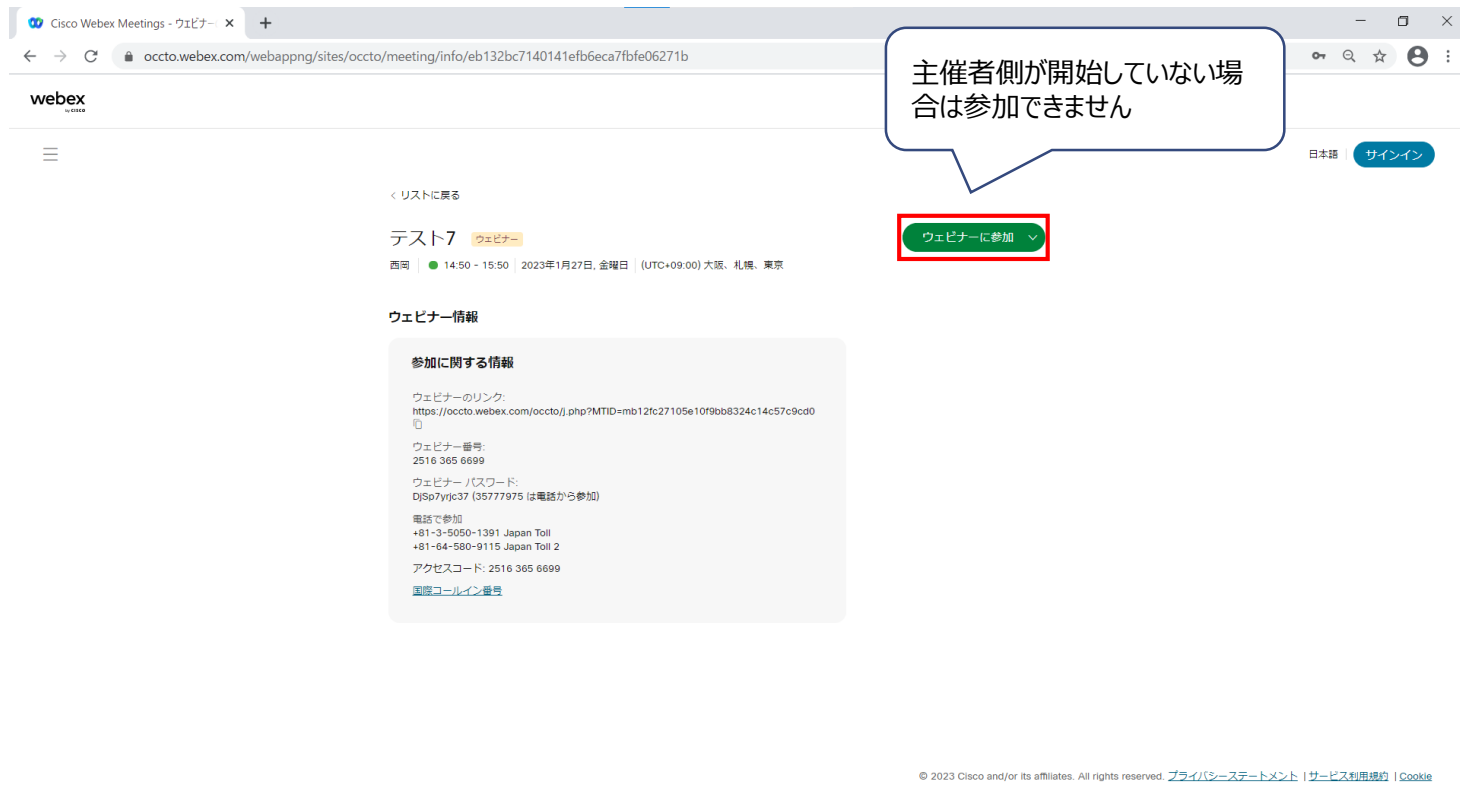 Cisco Webex Meetings - ウェビナー
occto.webex.com/webappng/sites/occto/meeting/info/eb132bc7140141efb6eca7fbfe06271b
主催者側が開始していない場
合は参加できません
webex
by CISCO
日本語
サインイン
< リストに戻る
テスト7 ウェビナー
ウェビナーに参加
西岡 14:50 - 15:50 2023年1月27日, 金曜日 (UTC+09:00) 大阪、札幌、東京
ウェビナー情報
参加に関する情報
ウェビナーのリンク:
https://occto.webex.com/occto/j.php?MTID=mb12fc27105e10f9bb8324c14c57c9cd0
ウェビナー番号:
2516 365 6699
ウェビナー パスワード:
DjSp7yrjc37 (35777975 は電話から参加)
電話で参加
+81-3-5050-1391 Japan Toll
+81-64-580-9115 Japan Toll 2
アクセスコード: 2516 365 6699
国際コールイン番号
© 2023 Cisco and/or its affiliates. All rights reserved. プライバシーステートメント | サービス利用規約 | Cookie